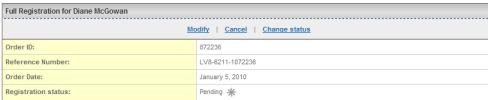 Full Registration for Diane McGowan
Modify | Cancel | Change status
Order ID: 872236
Reference Number: LV8-6211-1072236
Order Date: January 5, 2010
Registration status: Pending